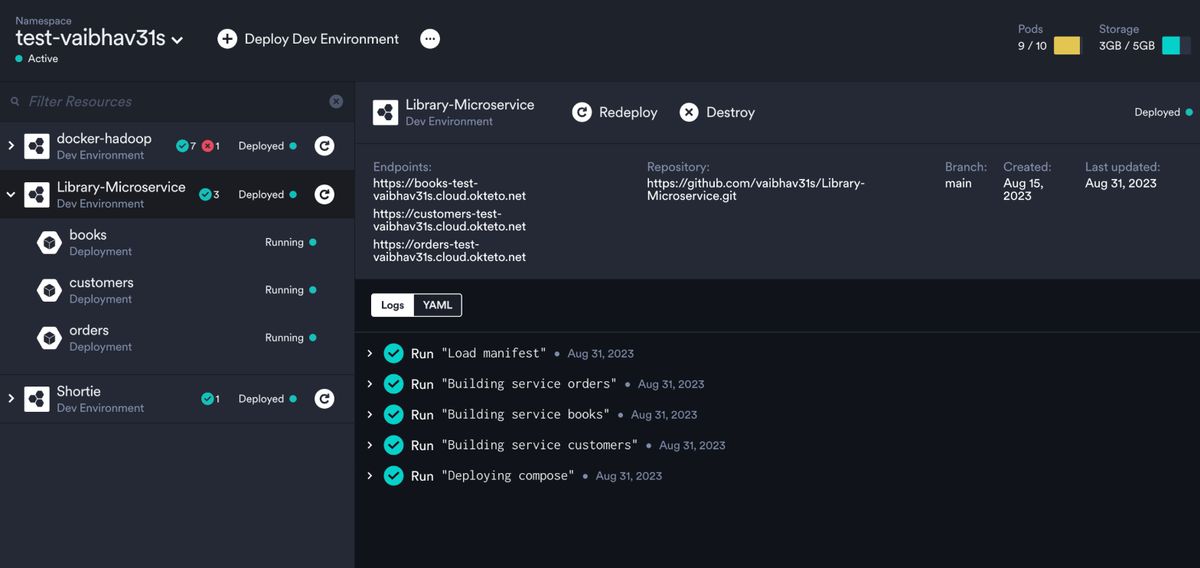 Namespace
test-vaibhav31s
Active
Deploy Dev Environment
Pods
9 / 10
Storage
3GB / 5GB
Filter Resources
docker-hadoop
Dev Environment
7 1 Deployed
Library-Microservice
Dev Environment
3 Deployed
books
Deployment
Running
customers
Deployment
Running
orders
Deployment
Running
Shortie
Dev Environment
1 Deployed
Library-Microservice
Dev Environment
Redeploy
Destroy
Deployed
Endpoints:
https://books-test-
vaibhav31s.cloud.okteto.net
https://customers-test-
vaibhav31s.cloud.okteto.net
https://orders-test-
vaibhav31s.cloud.okteto.net
Repository:
https://github.com/vaibhav31s/Library-
Microservice.git
Branch:
main
Created:
Aug 15,
2023
Last updated:
Aug 31, 2023
Logs YAML
Run "Load manifest" • Aug 31, 2023
Run "Building service orders" • Aug 31, 2023
Run "Building service books" • Aug 31, 2023
Run "Building service customers" • Aug 31, 2023
Run "Deploying compose" • Aug 31, 2023